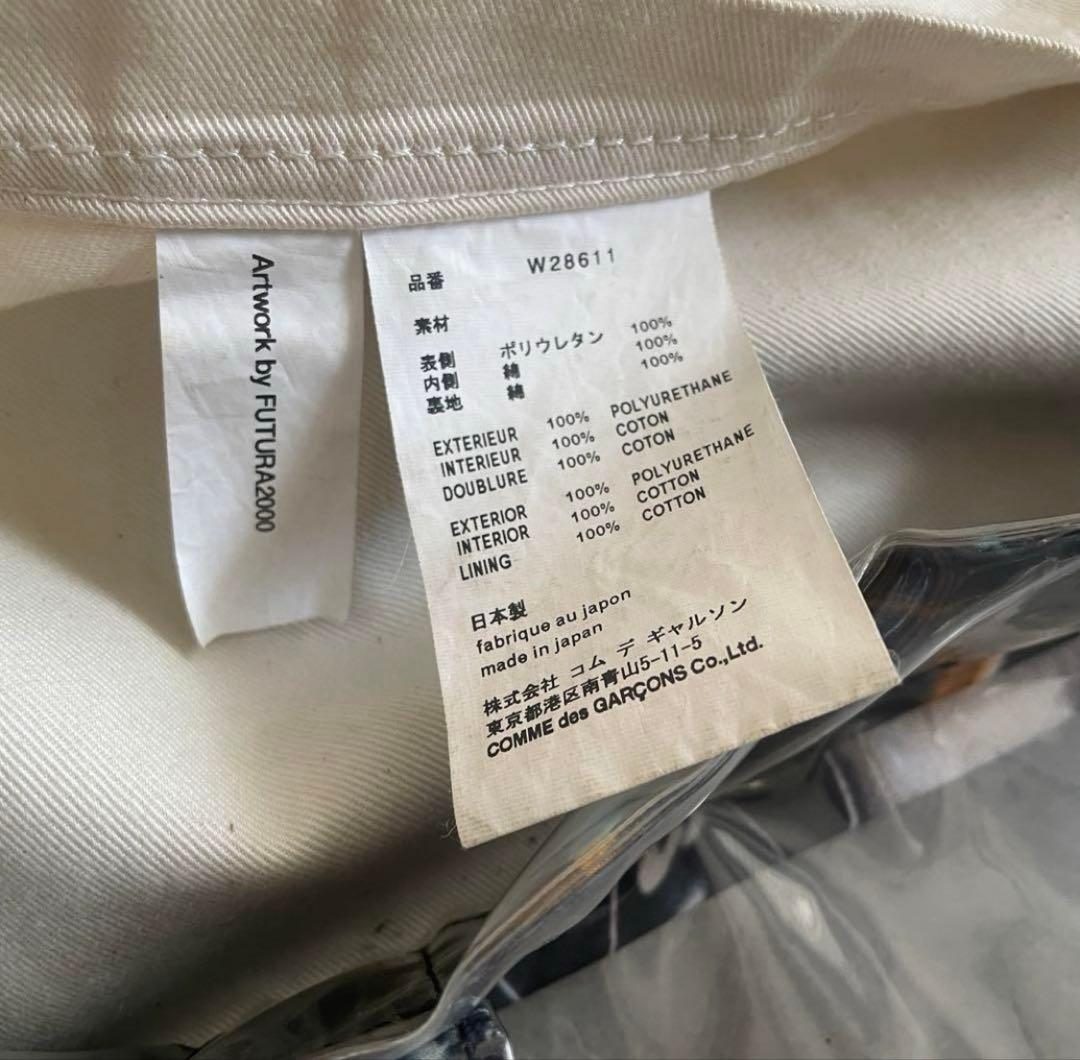 Artwork by FUTURA2000
品番 W28611
素材
表側 ポリウレタン 100%
内側 綿 100%
裏地 綿 100%
EXTERIEUR 100% POLYURETHANE
INTERIEUR 100% COTON
DOUBLURE 100% COTON
EXTERIOR 100% POLYURETHANE
INTERIOR 100% COTTON
LINING 100% COTTON
日本製
fabrique au japon
made in japan
株式会社 コム デ ギャルソン
東京都港区南青山5-11-5
COMME des GARÇONS Co.,Ltd.